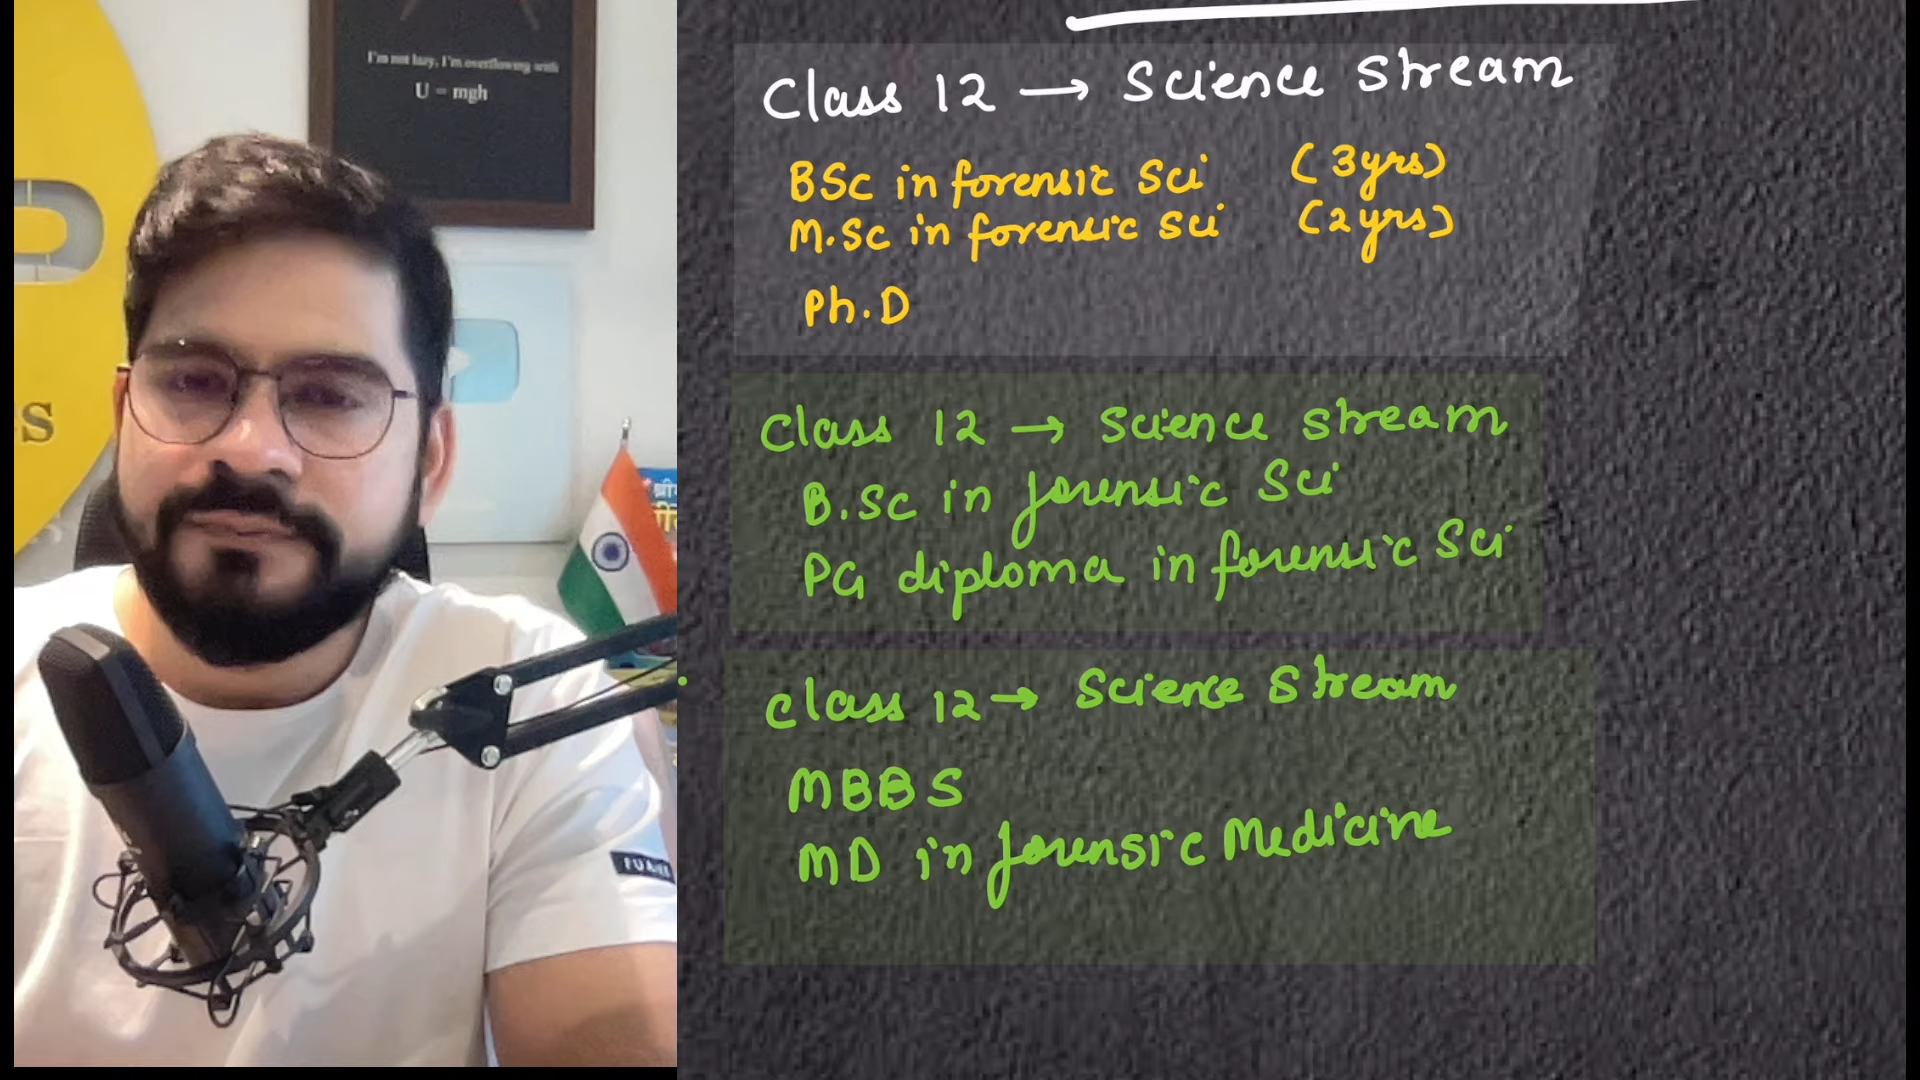 I'm not lazy, I'm overflowing with
U = mgh
S
Class 12 → Science stream
BSc in forensic Sci (3yrs)
M.Sc in forensic Sci (2yrs)
Ph.D
Class 12 → Science stream
B.Sc in forensic Sci
PG diploma in forensic Sci
class 12 → Science stream
MBBS
MD in forensic Medicine